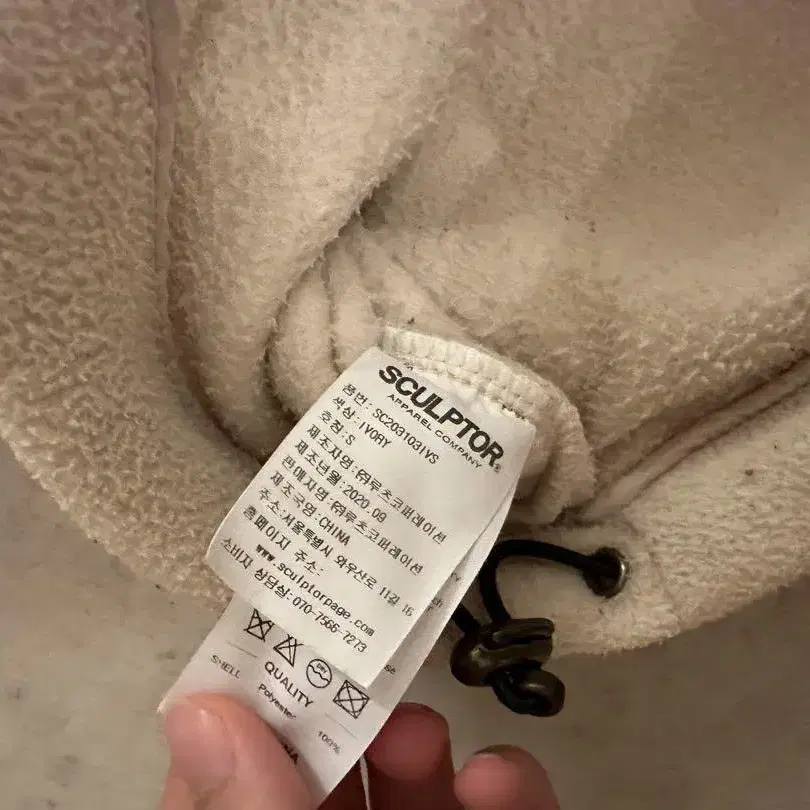 SCULPTOR®
APPAREL COMPANY
품번: SC2031031VS
색상: IVORY
호칭: S
제조자명: ㈜루츠코퍼레이션
제조년월: 2020.09
판매자명: ㈜루츠코퍼레이션
제조국명: CHINA
주소: 서울특별시 와우산로 11길 16
홈페이지 주소:
www.sculptorpage.com
소비자 상담실: 070-7566-7273
DRY
QUALITY
SHELL
Polyester 100%